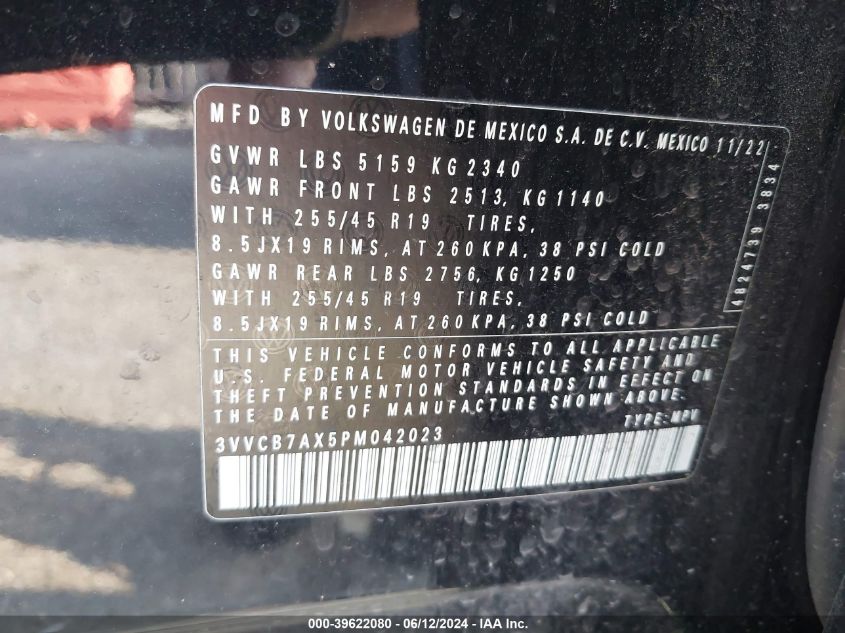 MFD BY VOLKSWAGEN DE MEXICO S.A. DE C.V. MEXICO 11/22
GVWR LBS 5159 KG 2340
GAWR FRONT LBS 2513, KG 1140
WITH 255/45 R19 TIRES,
8.5JX19 RIMS, AT 260 KPA, 38 PSI COLD
GAWR REAR LBS 2756, KG 1250
WITH 255/45 R19 TIRES,
8.5JX19 RIMS, AT 260 KPA, 38 PSI COLD
4824739 3834
THIS VEHICLE CONFORMS TO ALL APPLICABLE
U.S. FEDERAL MOTOR VEHICLE SAFETY AND
THEFT PREVENTION STANDARDS IN EFFECT ON
THE DATE OF MANUFACTURE SHOWN ABOVE.
TYPE: MPV
3VVCB7AX5PM042023
000-39622080 - 06/12/2024 - IAA Inc.